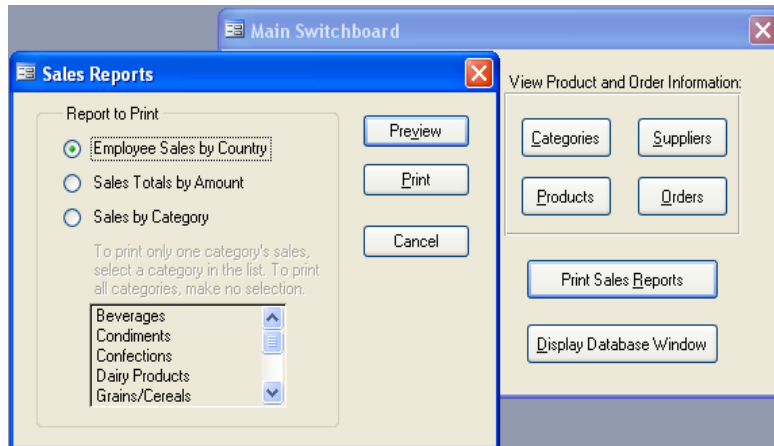 Main Switchboard
Sales Reports
View Product and Order Information:
Report to Print
Employee Sales by Country
Sales Totals by Amount
Sales by Category
To print only one category's sales,
select a category in the list. To print
all categories, make no selection.
Beverages
Condiments
Confections
Dairy Products
Grains/Cereals
Preview
Print
Cancel
Categories
Suppliers
Products
Orders
Print Sales Reports
Display Database Window